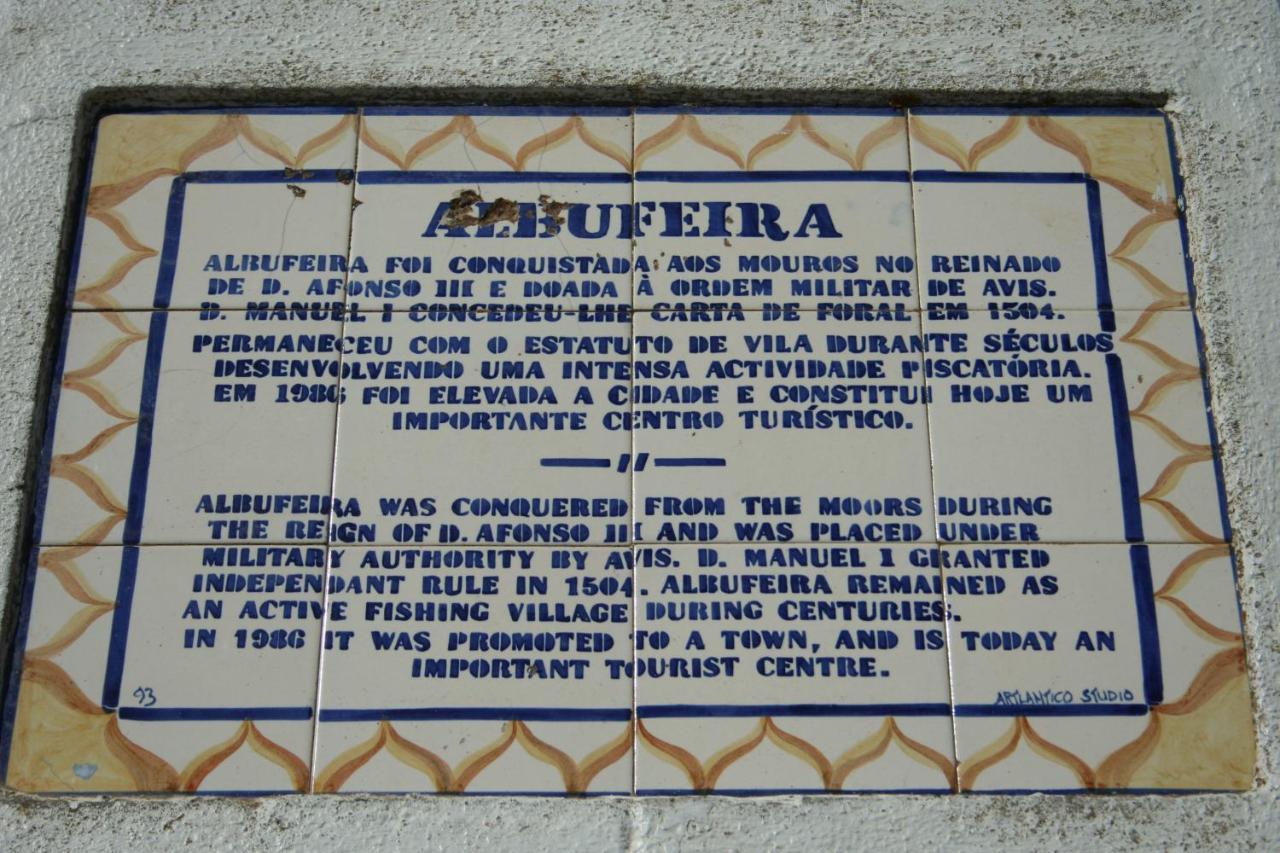 ALBUFEIRA
ALBUFEIRA FOI CONQUISTADA AOS MOUROS NO REINADO
DE D. AFONSO III E DOADA À ORDEM MILITAR DE AVIS.
D. MANUEL I CONCEDEU-LHE CARTA DE FORAL EM 1504.
PERMANECEU COM O ESTATUTO DE VILA DURANTE SÉCULOS
DESENVOLVENDO UMA INTENSA ACTIVIDADE PISCATÓRIA.
EM 1986 FOI ELEVADA A CIDADE E CONSTITUI HOJE UM
IMPORTANTE CENTRO TURÍSTICO.
— // —
ALBUFEIRA WAS CONQUERED FROM THE MOORS DURING
THE REIGN OF D. AFONSO III AND WAS PLACED UNDER
MILITARY AUTHORITY BY AVIS. D. MANUEL I GRANTED
INDEPENDANT RULE IN 1504. ALBUFEIRA REMAINED AS
AN ACTIVE FISHING VILLAGE DURING CENTURIES.
IN 1986 IT WAS PROMOTED TO A TOWN, AND IS TODAY AN
IMPORTANT TOURIST CENTRE.
93 ARTLANTICO STUDIO